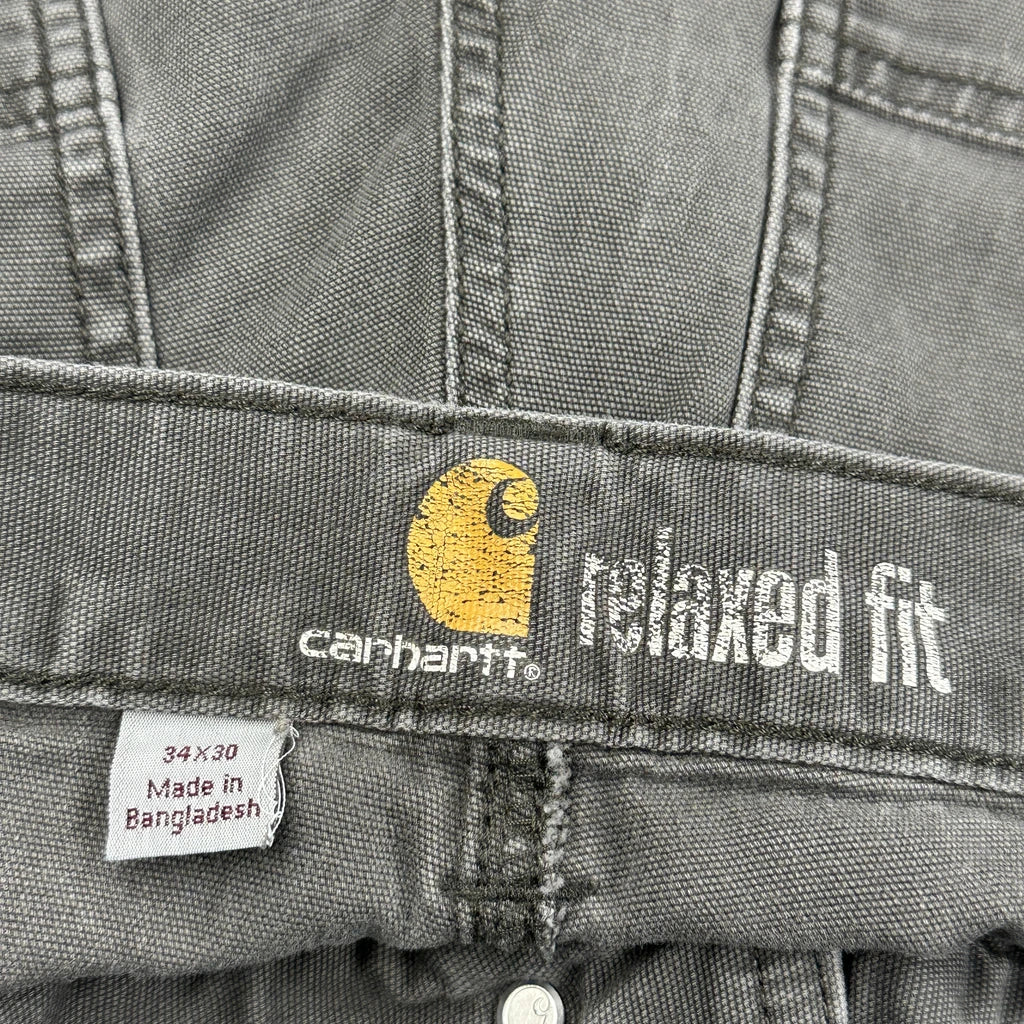 carhartt®
relaxed fit
34X30
Made in
Bangladesh